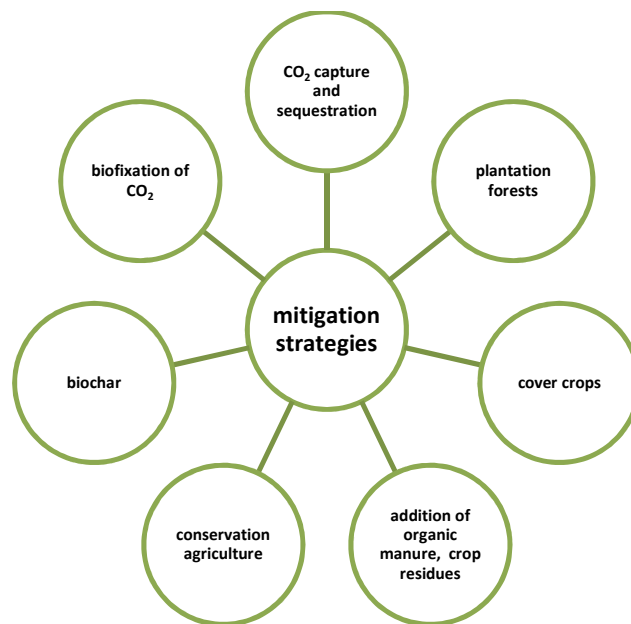 CO₂ capture
and
sequestration
plantation
forests
cover crops
addition of
organic
manure, crop
residues
conservation
agriculture
biochar
biofixation of
CO₂
mitigation
strategies